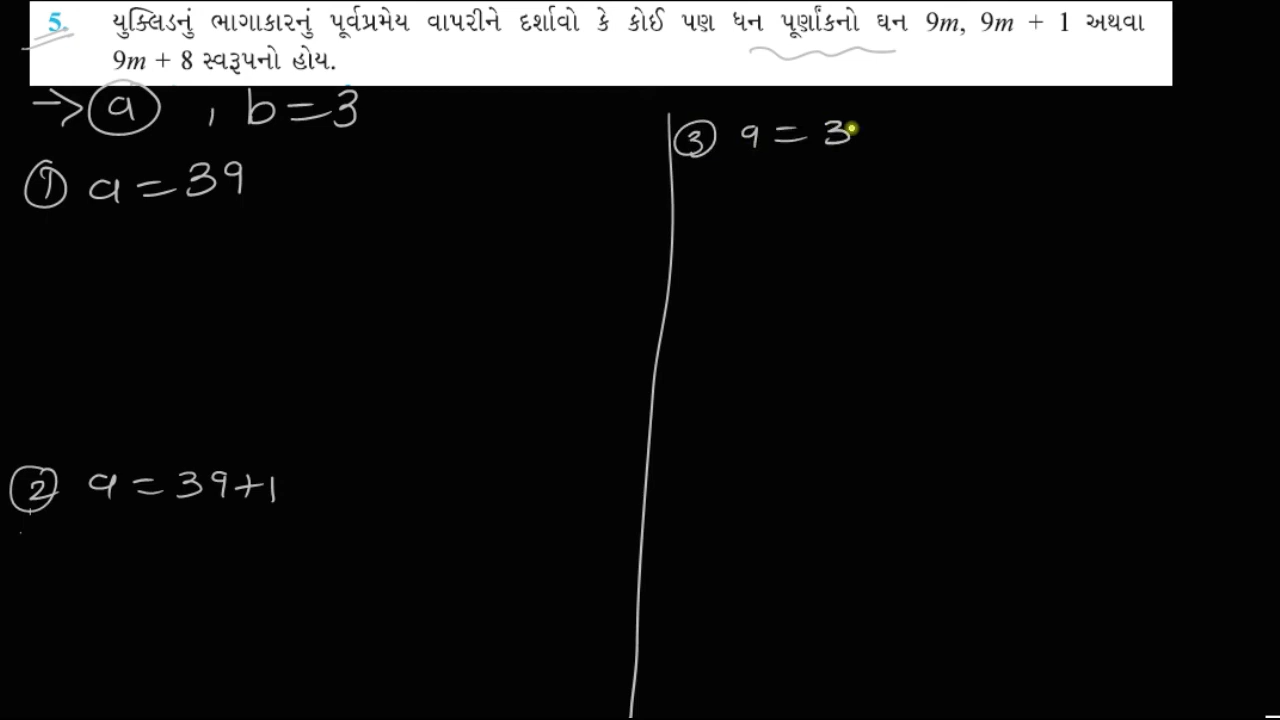 5. યુક્લિડનું ભાગાકારનું પૂર્વપ્રમેય વાપરીને દર્શાવો કે કોઈ પણ ધન પૂર્ણાંકનો ઘન 9m, 9m + 1 અથવા
9m + 8 સ્વરૂપનો હોય.
→ a , b = 3
① a = 3q
② a = 3q+1
③ a = 3